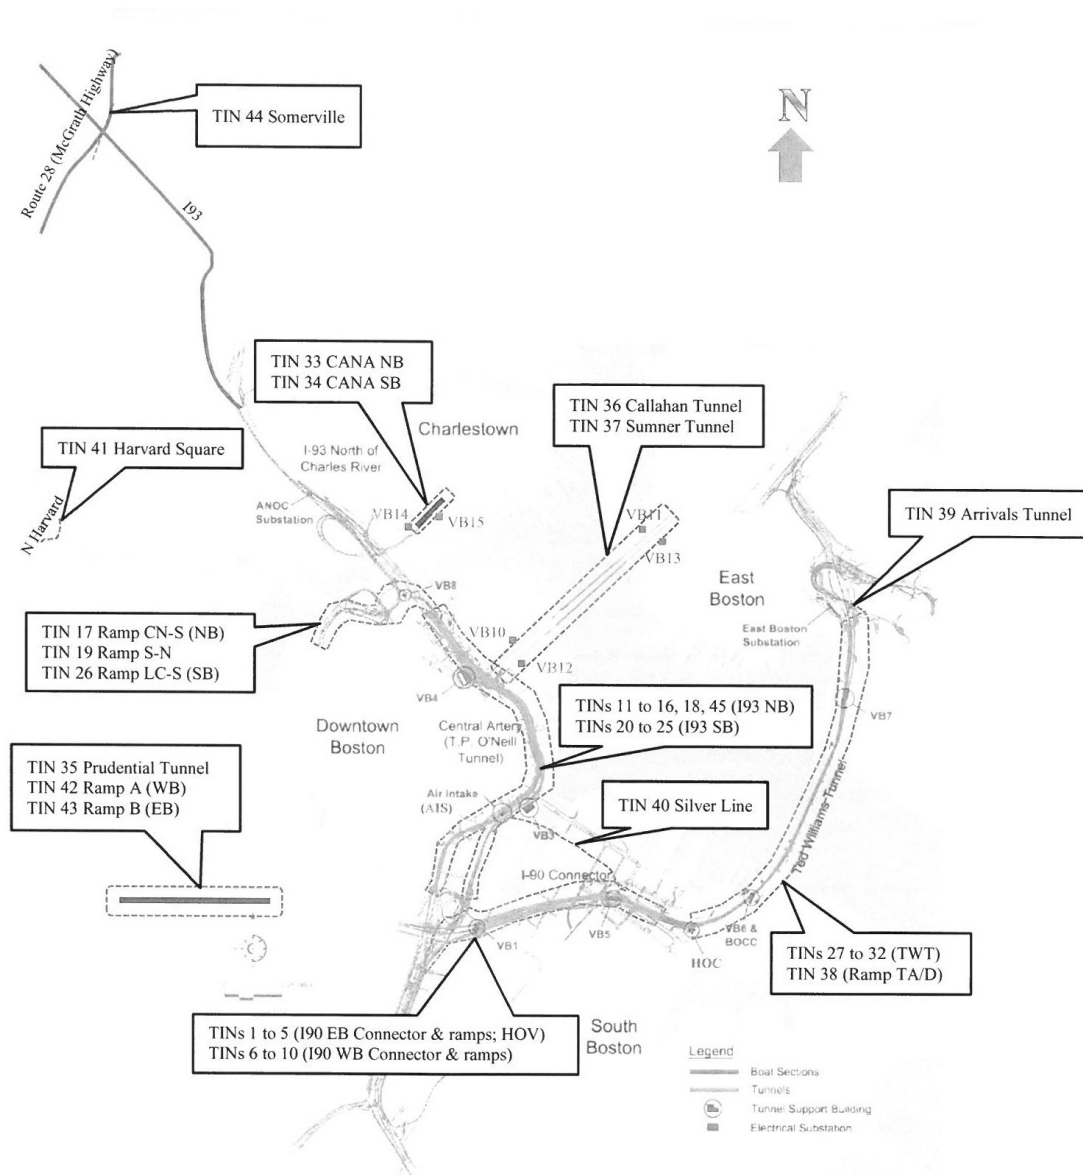 N
TIN 44 Somerville
Route 28 (McGrath Highway)
I93
TIN 33 CANA NB
TIN 34 CANA SB
TIN 36 Callahan Tunnel
TIN 37 Sumner Tunnel
Charlestown
TIN 41 Harvard Square
I-93 North of
Charles River
ANOC
Substation
VB14
VB15
VB11
VB13
TIN 39 Arrivals Tunnel
N Harvard
East
Boston
VB8
East Boston
Substation
TIN 17 Ramp CN-S (NB)
TIN 19 Ramp S-N
TIN 26 Ramp LC-S (SB)
VB10
VB12
VB4
VB7
TINs 11 to 16, 18, 45 (I93 NB)
TINs 20 to 25 (I93 SB)
Downtown
Boston
Central Artery
(T.P. O'Neill
Tunnel)
TIN 35 Prudential Tunnel
TIN 42 Ramp A (WB)
TIN 43 Ramp B (EB)
Air Intake
(AIS)
TIN 40 Silver Line
VB3
Ted Williams Tunnel
I-90 Connector
VB1
VB5
VB6 &
BOCC
HOC
TINs 27 to 32 (TWT)
TIN 38 (Ramp TA/D)
TINs 1 to 5 (I90 EB Connector & ramps; HOV)
TINs 6 to 10 (I90 WB Connector & ramps)
South
Boston
Legend
Boat Sections
Tunnels
Tunnel Support Building
Electrical Substation